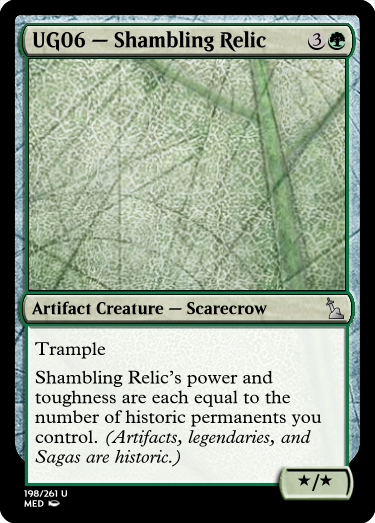 UG06 — Shambling Relic 3
Artifact Creature — Scarecrow
Trample
Shambling Relic's power and
toughness are each equal to the
number of historic permanents you
control. (Artifacts, legendaries, and
Sagas are historic.)
★/★
198/261 U
MED